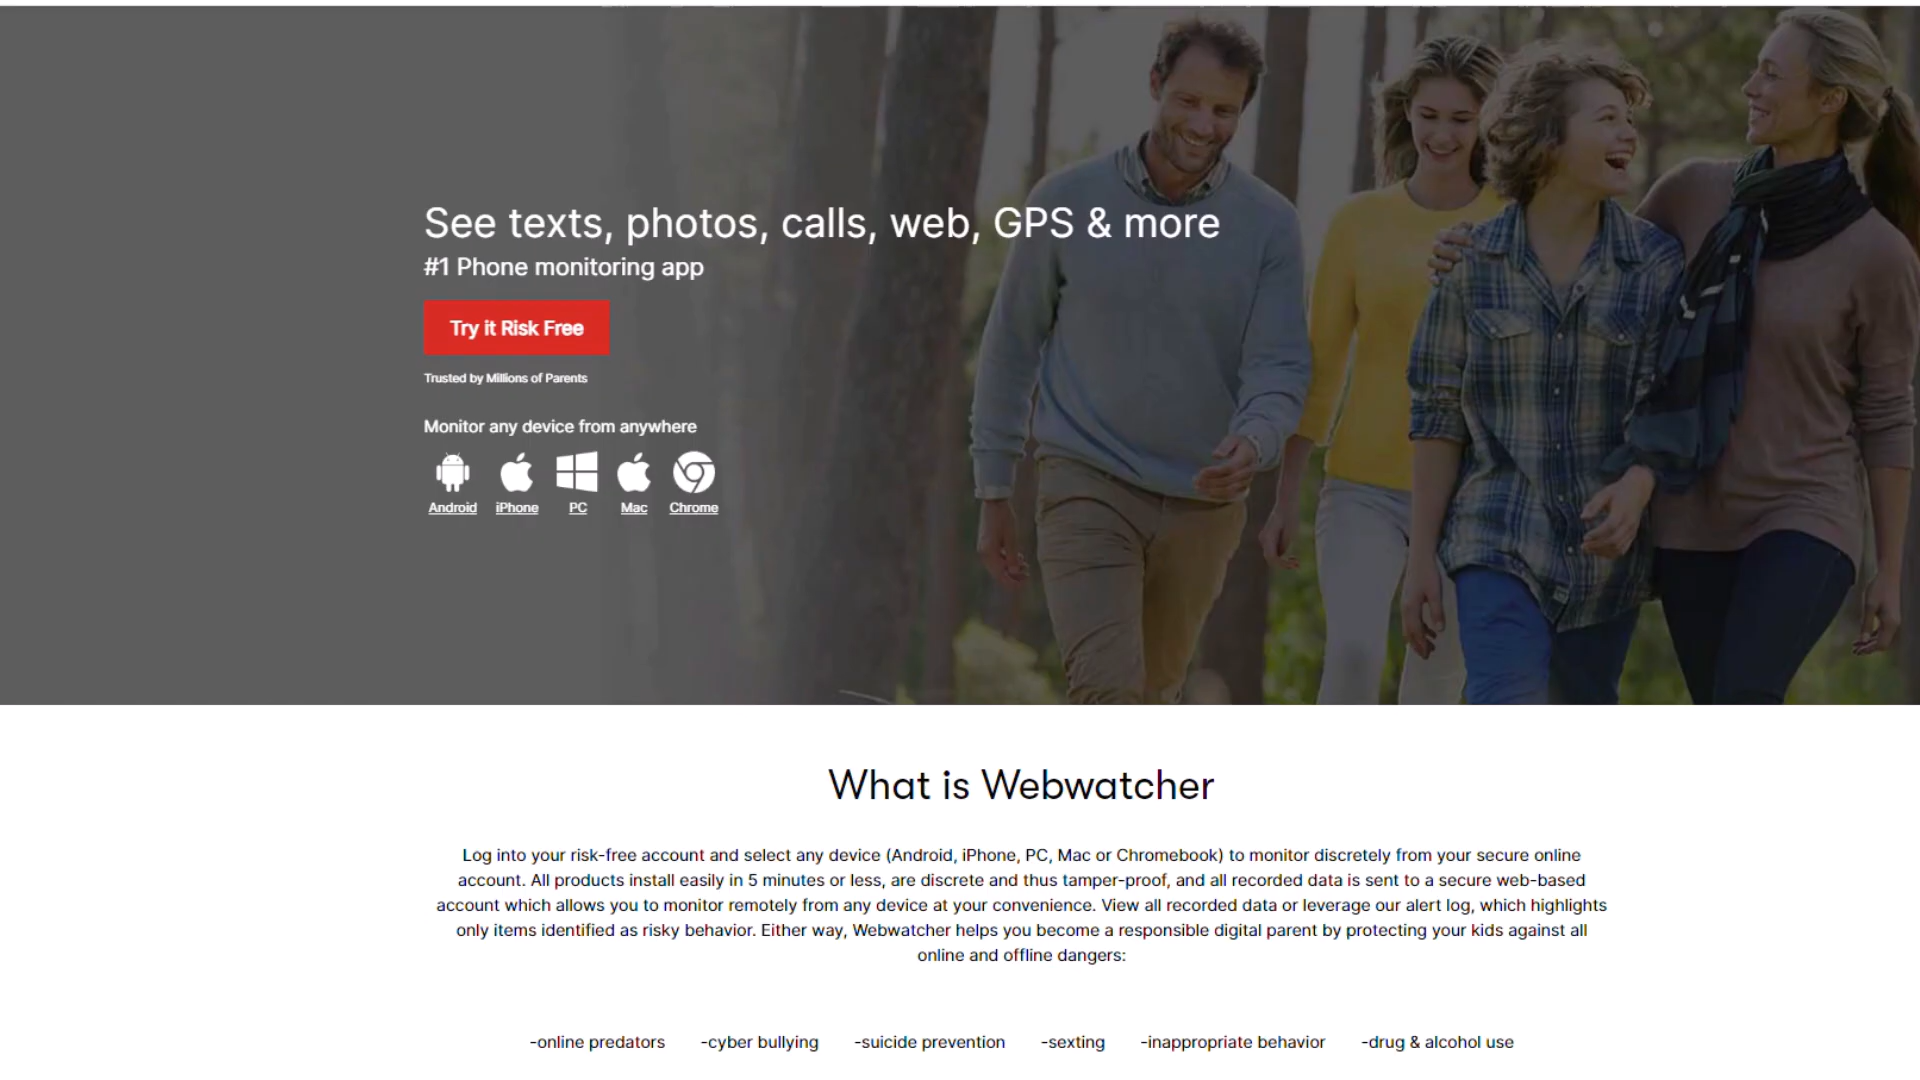 See texts, photos, calls, web, GPS & more
#1 Phone monitoring app
Try it Risk Free
Trusted by Millions of Parents
Monitor any device from anywhere
Android iPhone PC Mac Chrome
What is Webwatcher
Log into your risk-free account and select any device (Android, iPhone, PC, Mac or Chromebook) to monitor discretely from your secure online
account. All products install easily in 5 minutes or less, are discrete and thus tamper-proof, and all recorded data is sent to a secure web-based
account which allows you to monitor remotely from any device at your convenience. View all recorded data or leverage our alert log, which highlights
only items identified as risky behavior. Either way, Webwatcher helps you become a responsible digital parent by protecting your kids against all
online and offline dangers:
-online predators -cyber bullying -suicide prevention -sexting -inappropriate behavior -drug & alcohol use